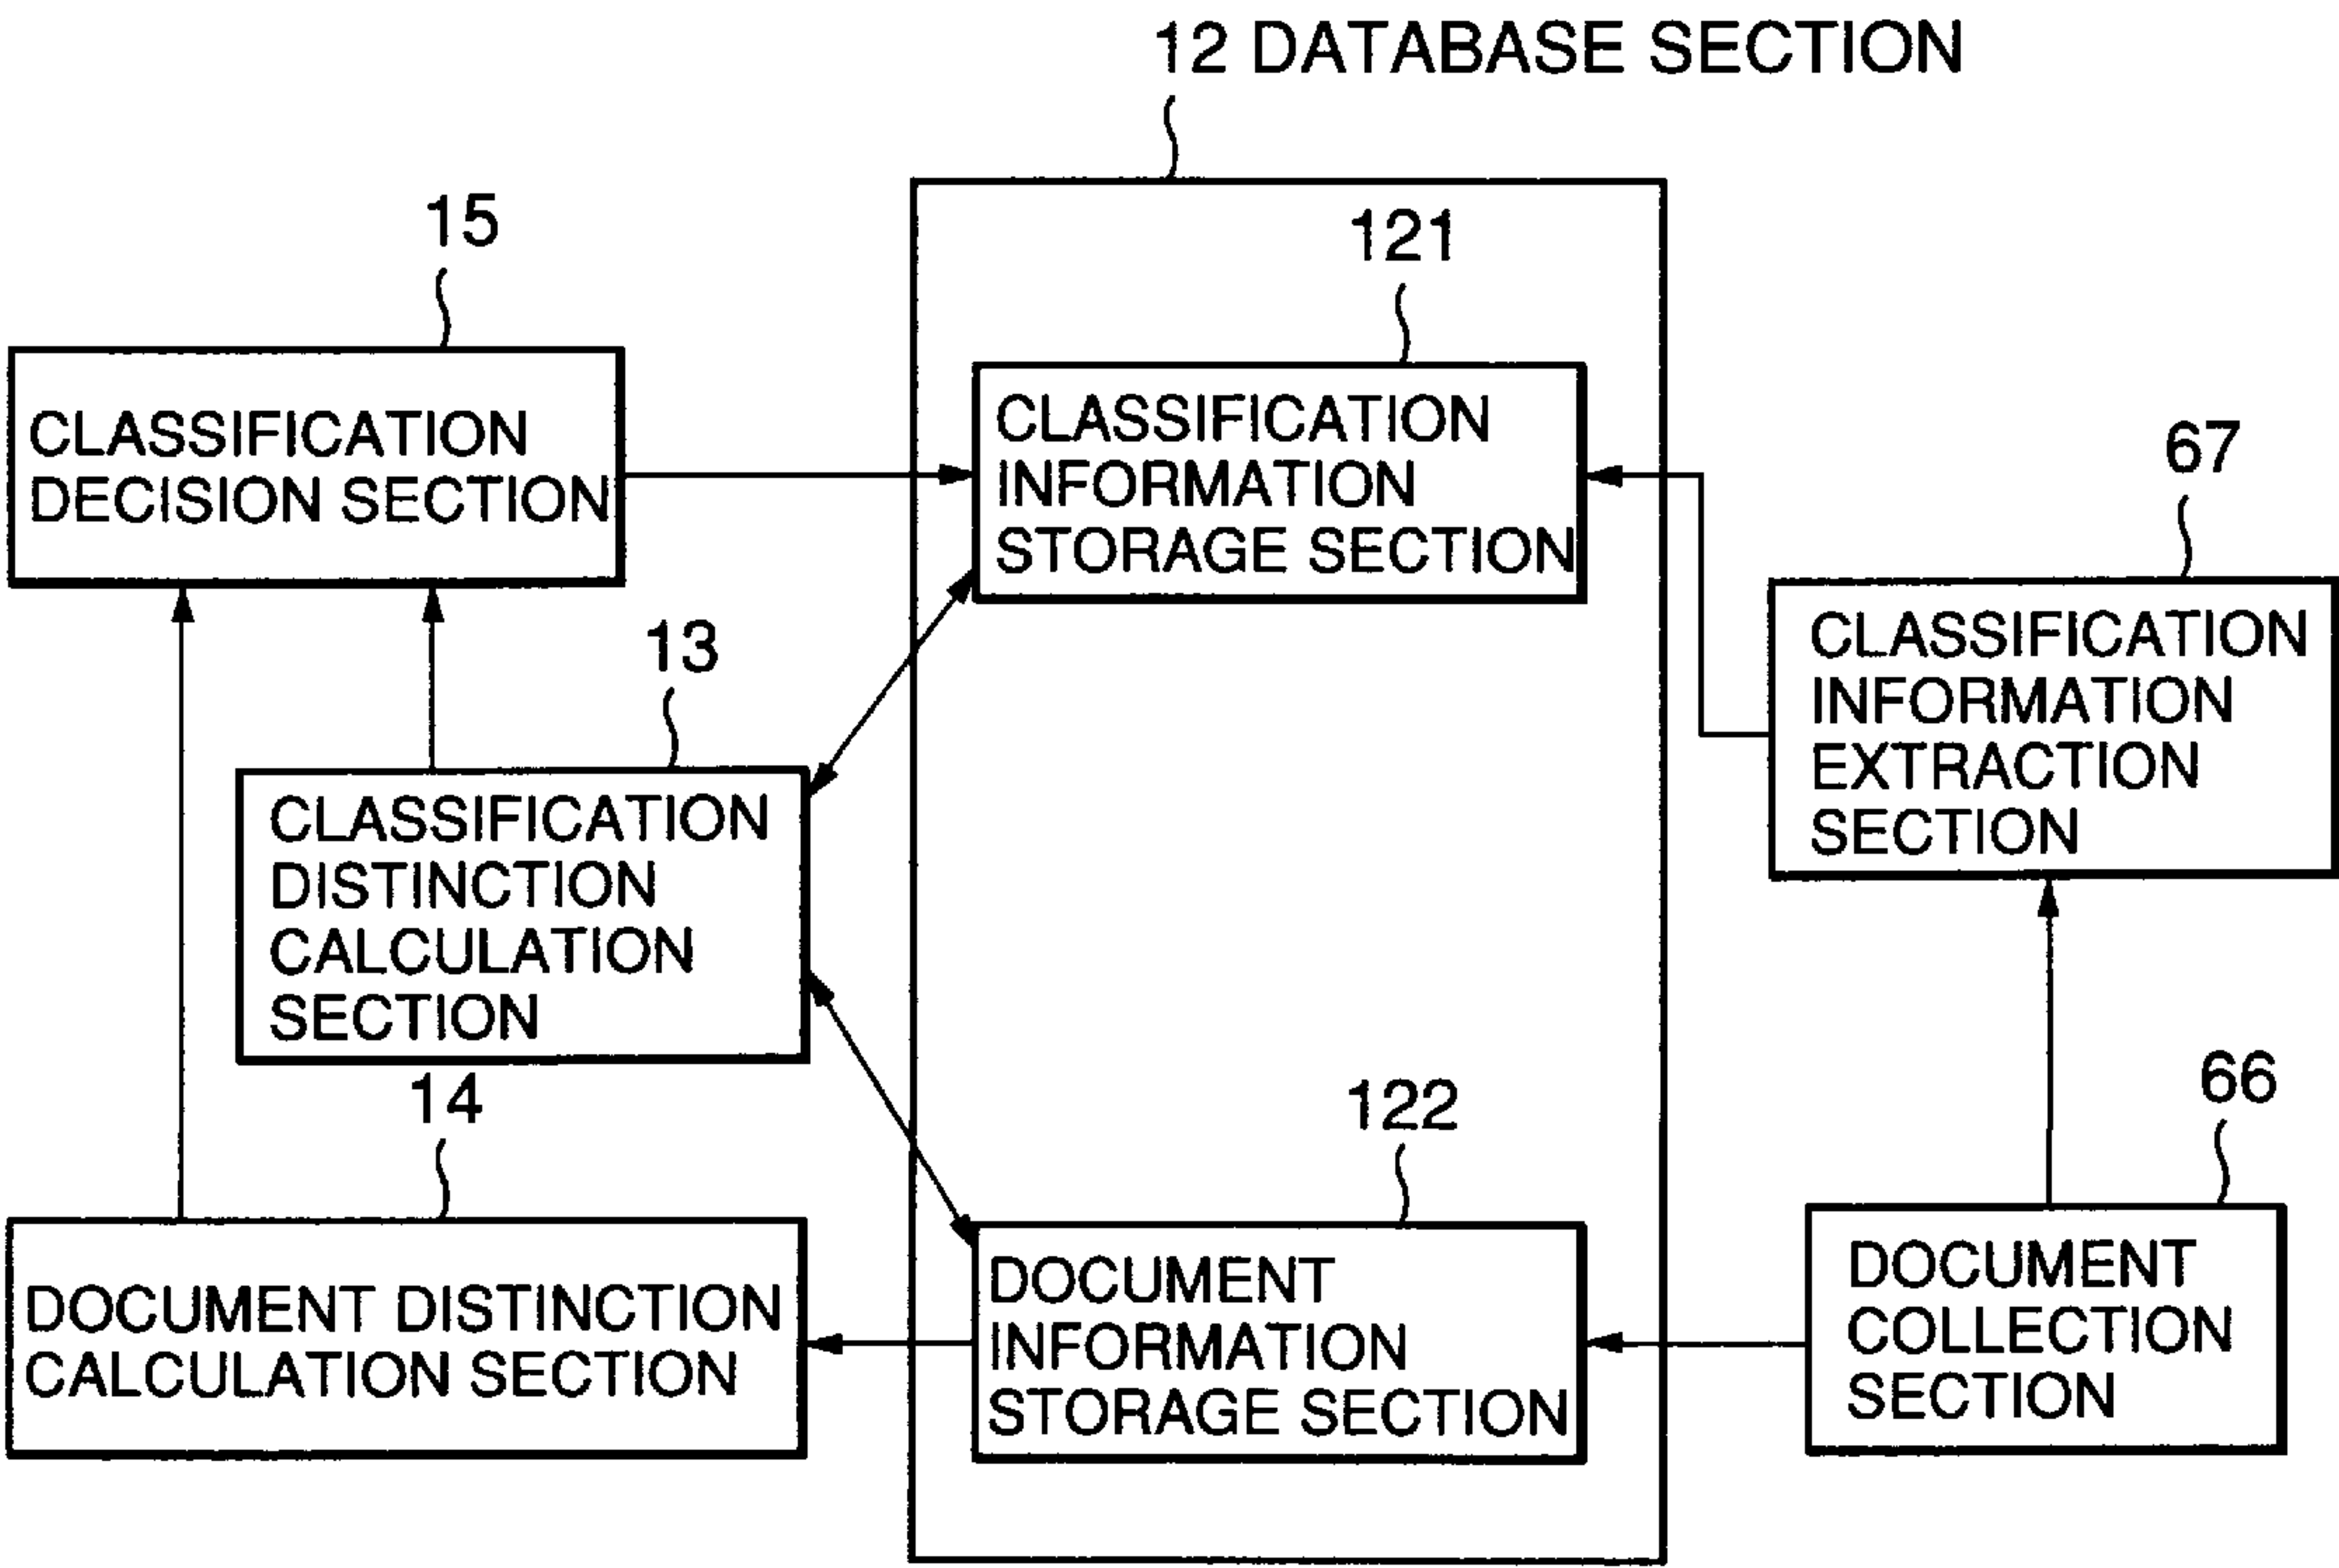 12 DATABASE SECTION
15
CLASSIFICATION
DECISION SECTION
121
CLASSIFICATION
INFORMATION
STORAGE SECTION
67
CLASSIFICATION
INFORMATION
EXTRACTION
SECTION
13
CLASSIFICATION
DISTINCTION
CALCULATION
SECTION
14
DOCUMENT DISTINCTION
CALCULATION SECTION
122
DOCUMENT
INFORMATION
STORAGE SECTION
66
DOCUMENT
COLLECTION
SECTION